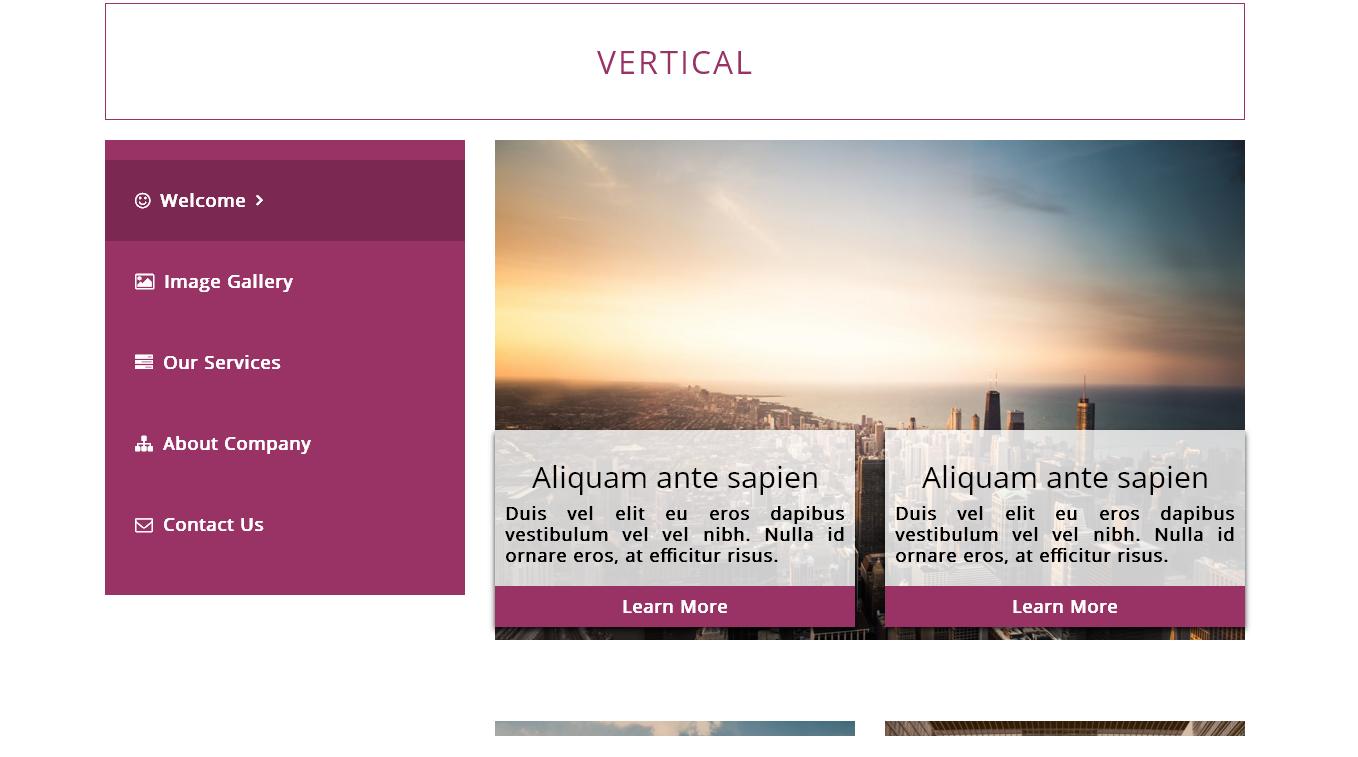 VERTICAL
Welcome
Image Gallery
Our Services
About Company
Contact Us
Aliquam ante sapien
Duis vel elit eu eros dapibus
vestibulum vel vel nibh. Nulla id
ornare eros, at efficitur risus.
Learn More
Aliquam ante sapien
Duis vel elit eu eros dapibus
vestibulum vel vel nibh. Nulla id
ornare eros, at efficitur risus.
Learn More